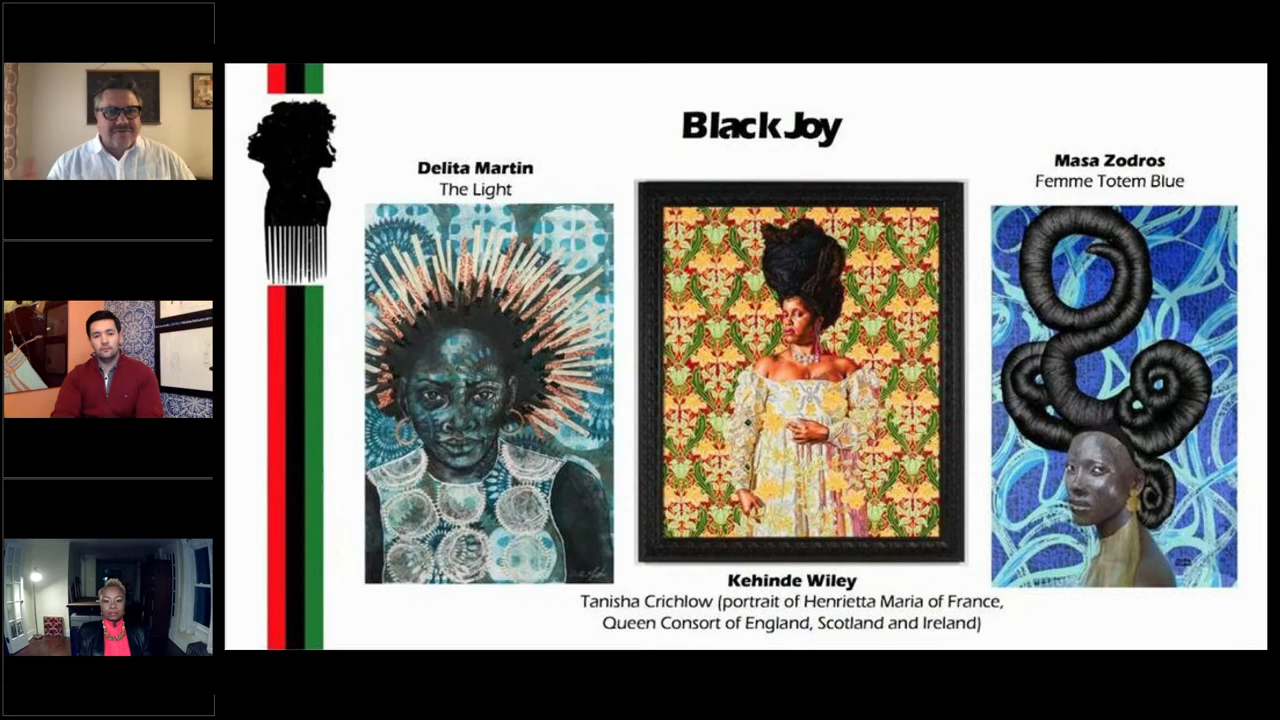 Black Joy
Delita Martin
The Light
Masa Zodros
Femme Totem Blue
Kehinde Wiley
Tanisha Crichlow (portrait of Henrietta Maria of France,
Queen Consort of England, Scotland and Ireland)